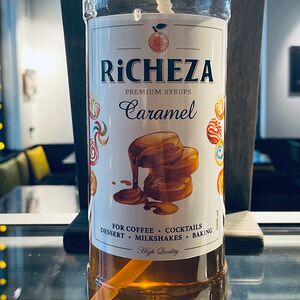 RiCHEZA
PREMIUM SYRUPS
Caramel
FOR COFFEE • COCKTAILS
DESSERT • MILKSHAKES • BAKING
High Quality